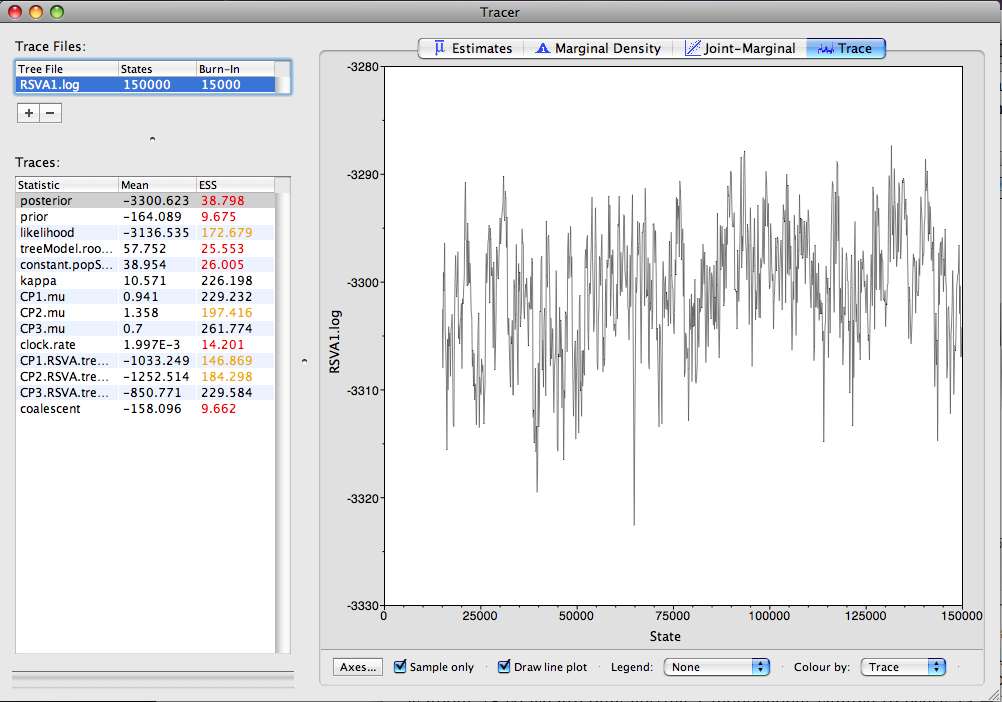 Tracer
Trace Files:
Tree File States Burn-In
RSVA1.log 150000 15000
+ −
Traces:
Statistic Mean ESS
posterior -3300.623 38.798
prior -164.089 9.675
likelihood -3136.535 172.679
treeModel.roo... 57.752 25.553
constant.popS... 38.954 26.005
kappa 10.571 226.198
CP1.mu 0.941 229.232
CP2.mu 1.358 197.416
CP3.mu 0.7 261.774
clock.rate 1.997E-3 14.201
CP1.RSVA.tre... -1033.249 146.869
CP2.RSVA.tre... -1252.514 184.298
CP3.RSVA.tre... -850.771 229.584
coalescent -158.096 9.662
Estimates Marginal Density Joint-Marginal Trace
-3280
-3290
-3300
-3310
-3320
-3330
RSVA1.log
0 25000 50000 75000 100000 125000 150000
State
Axes... Sample only Draw line plot Legend: None Colour by: Trace